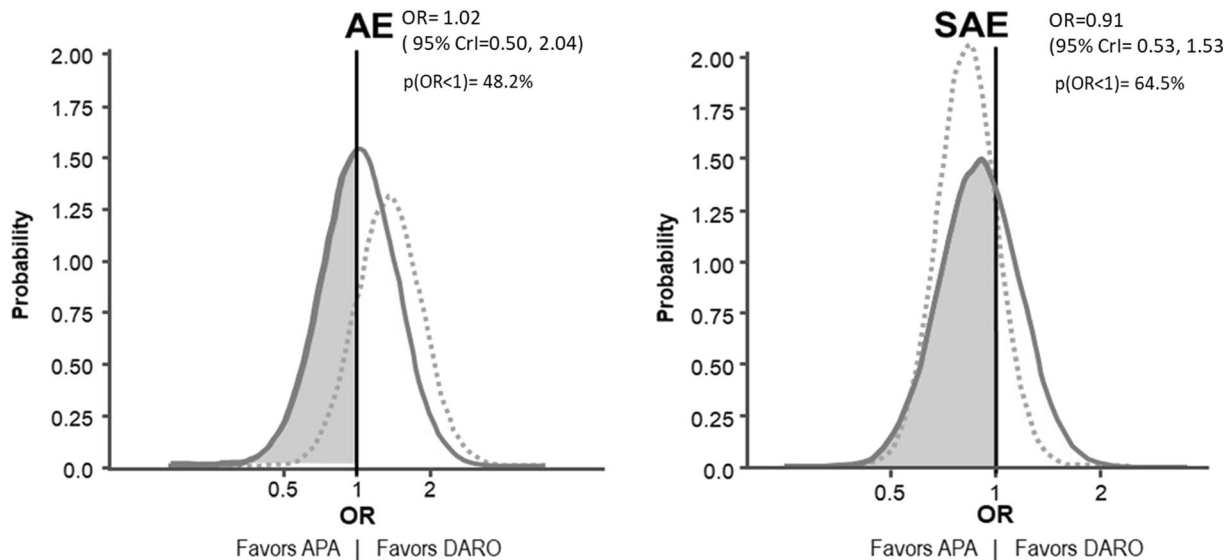 AE
OR= 1.02
( 95% CrI=0.50, 2.04)
p(OR<1)= 48.2%
2.00
1.75
1.50
1.25
1.00
0.75
0.50
0.25
0.0
Probability
0.5 1 2
OR
Favors APA | Favors DARO
SAE
OR=0.91
(95% CrI= 0.53, 1.53
p(OR<1)= 64.5%
2.00
1.75
1.50
1.25
1.00
0.75
0.50
0.25
0.0
Probability
0.5 1 2
OR
Favors APA | Favors DARO